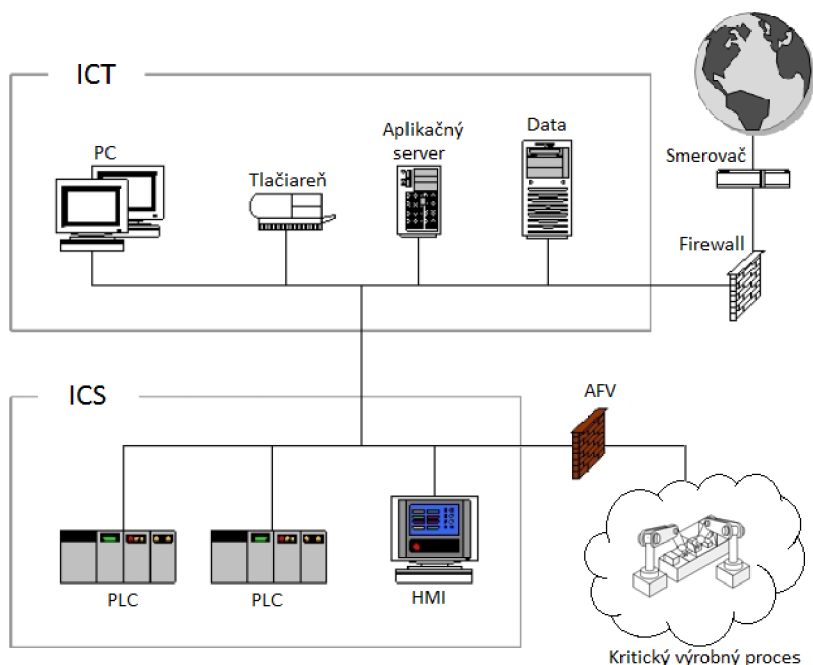 ICT
PC
Tlačiareň
Aplikačný
server
Data
Smerovač
Firewall
ICS
AFV
PLC
PLC
HMI
Kritický výrobný proces